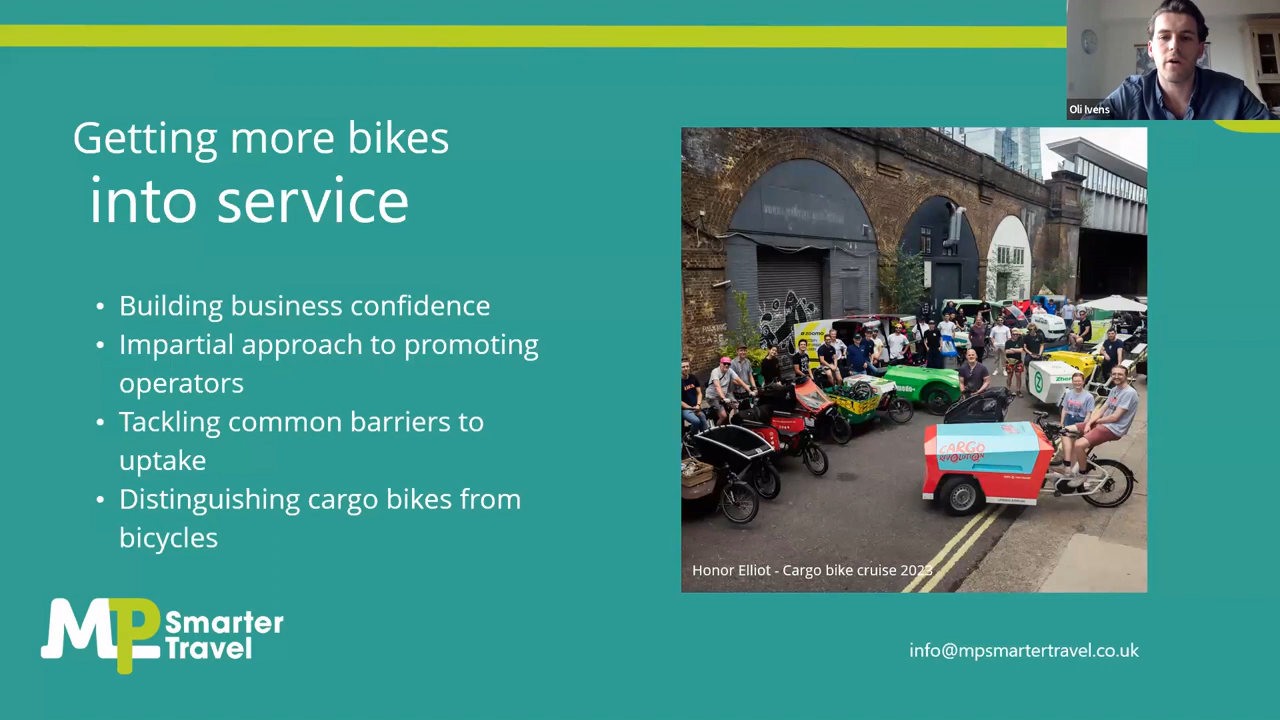 Oli Ivens
Getting more bikes
into service
• Building business confidence
• Impartial approach to promoting
operators
• Tackling common barriers to
uptake
• Distinguishing cargo bikes from
bicycles
zoomo
CARGO
REVOLUTION
Honor Elliot - Cargo bike cruise 2023
MP Smarter
Travel
info@mpsmartertravel.co.uk